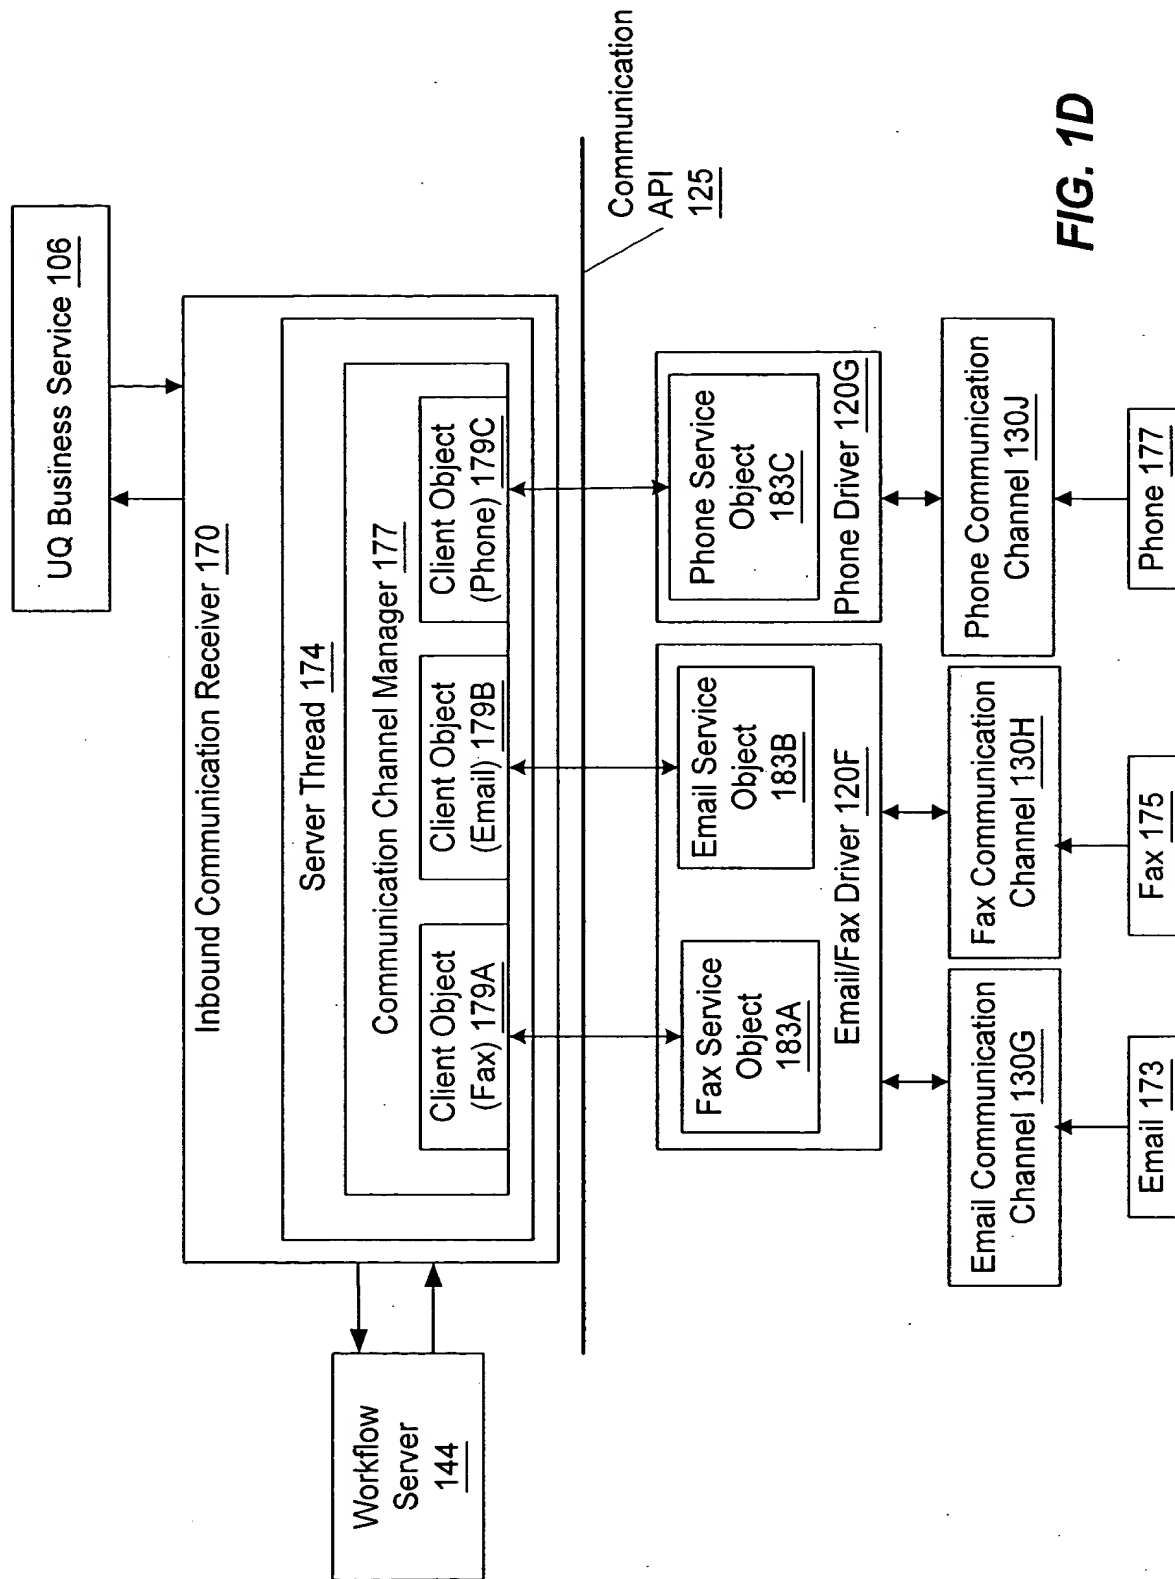 UQ Business Service 106
Inbound Communication Receiver 170
Server Thread 174
Communication Channel Manager 177
Client Object
(Fax) 179A
Client Object
(Email) 179B
Client Object
(Phone) 179C
Workflow
Server
144
Communication
API
125
Fax Service
Object
183A
Email Service
Object
183B
Email/Fax Driver 120F
Phone Service
Object
183C
Phone Driver 120G
Email Communication
Channel 130G
Fax Communication
Channel 130H
Phone Communication
Channel 130J
Email 173
Fax 175
Phone 177
FIG. 1D